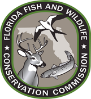 FLORIDA FISH AND WILDLIFE
CONSERVATION COMMISSION